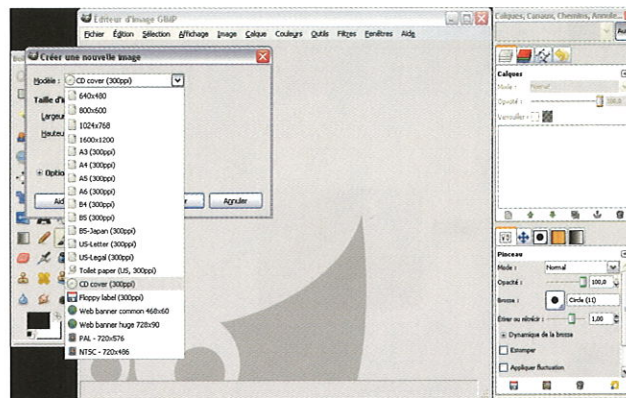 Editeur d'image GIMP
Calques, Canaux, Chemins, Annule...
Fichier Édition Sélection Affichage Image Calque Couleurs Outils Filtres Fenêtres Aide
Créer une nouvelle image
Modèle : CD cover (300ppi)
640x480
800x600
1024x768
1600x1200
A3 (300ppi)
A4 (300ppi)
A5 (300ppi)
A6 (300ppi)
B4 (300ppi)
B5 (300ppi)
B5-Japan (300ppi)
US-Letter (300ppi)
US-Legal (300ppi)
Toilet paper (US, 300ppi)
CD cover (300ppi)
Floppy label (300ppi)
Web banner common 468x60
Web banner huge 728x90
PAL - 720x576
NTSC - 720x486
Taille d'i
Largeur
Hauteu
Optio
Aid
Annuler
Au
Calques
Mode : Normal
Opacité : 100,0
Verrouiller :
Pinceau
Mode : Normal
Opacité : 100,0
Brosse : Circle (11)
Étirer ou rétrécir : 1,00
Dynamique de la brosse
Estomper
Appliquer fluctuation